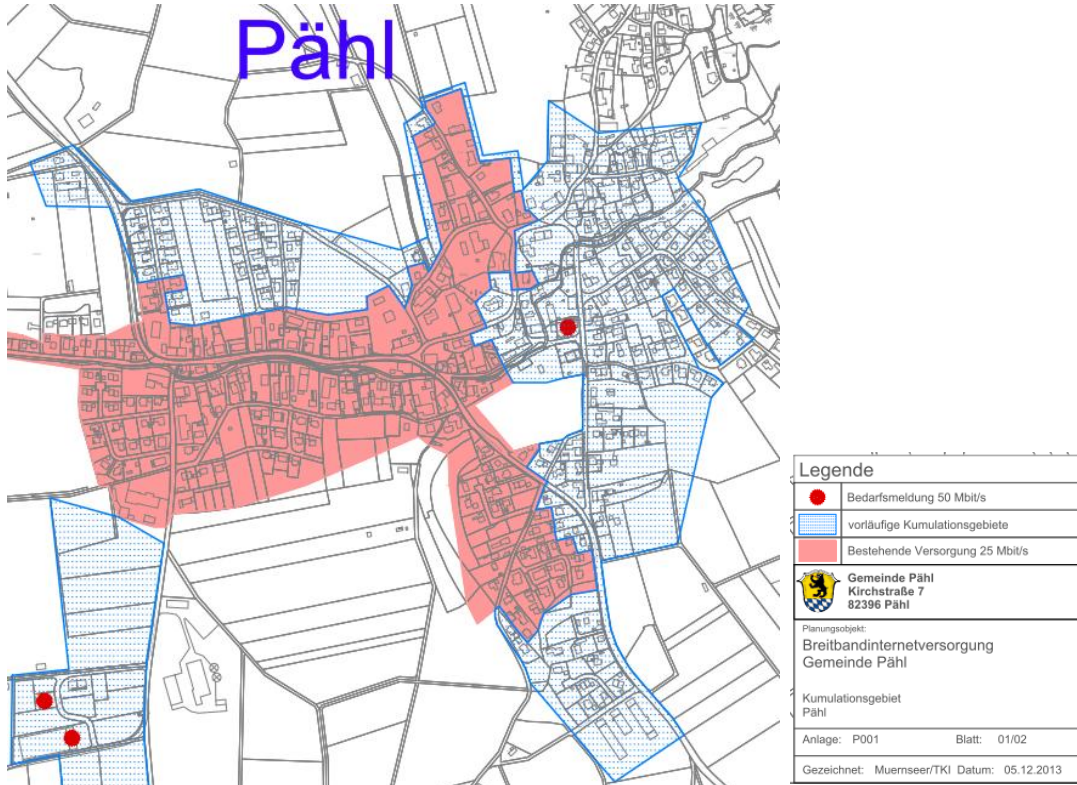 Pähl
Legende
Bedarfsmeldung 50 Mbit/s
vorläufige Kumulationsgebiete
Bestehende Versorgung 25 Mbit/s
Gemeinde Pähl
Kirchstraße 7
82396 Pähl
Planungsobjekt:
Breitbandinternetversorgung
Gemeinde Pähl
Kumulationsgebiet
Pähl
Anlage: P001 Blatt: 01/02
Gezeichnet: Muernseer/TKI Datum: 05.12.2013